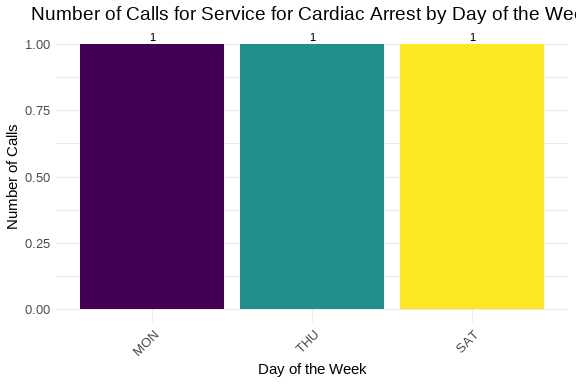 Number of Calls for Service for Cardiac Arrest by Day of the
1 1 1
1.00
0.75
0.50
0.25
0.00
Number of Calls
MON THU SAT
Day of the Week